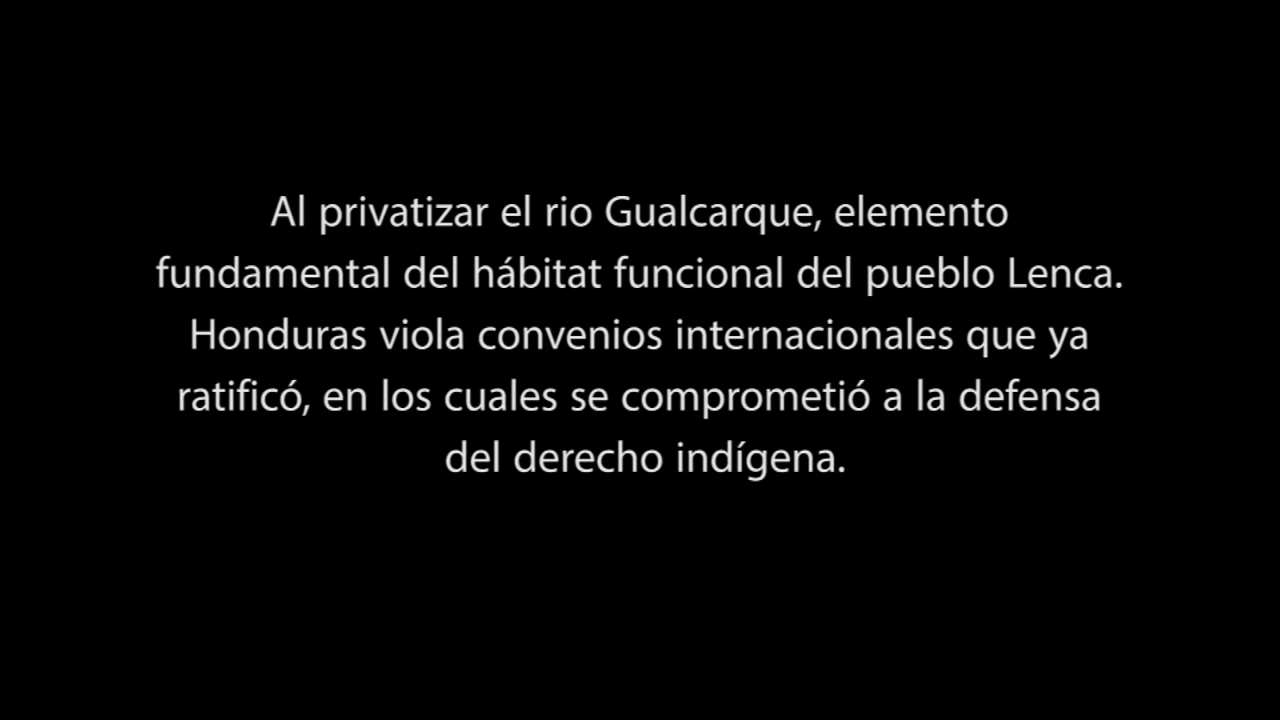 Al privatizar el rio Gualcarque, elemento
fundamental del hábitat funcional del pueblo Lenca.
Honduras viola convenios internacionales que ya
ratificó, en los cuales se comprometió a la defensa
del derecho indígena.